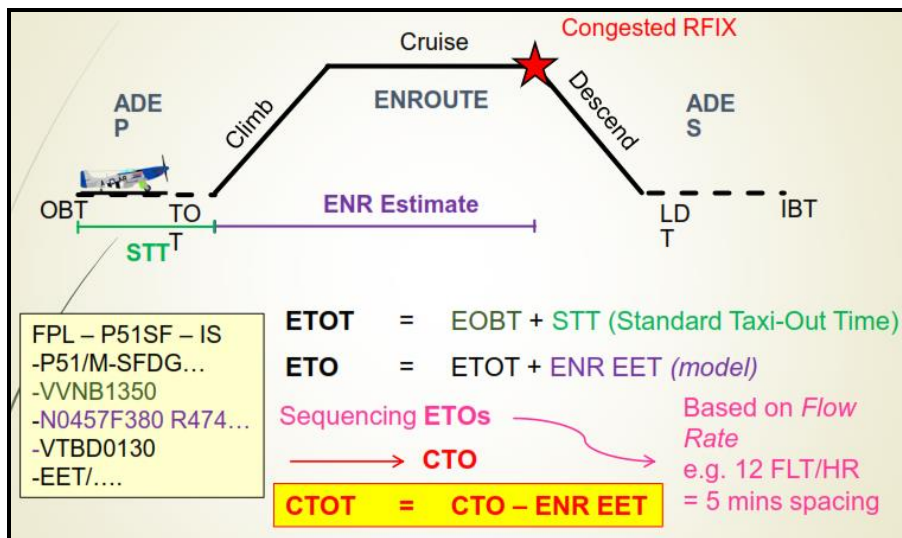 Congested RFIX
Cruise
ADE
P
Climb
ENROUTE
Descend
ADE
S
OBT
TO
T
ENR Estimate
LD
T
IBT
STT
FPL – P51SF – IS
-P51/M-SFDG…
-VVNB1350
-N0457F380 R474…
-VTBD0130
-EET/….
ETOT = EOBT + STT (Standard Taxi-Out Time)
ETO = ETOT + ENR EET (model)
Sequencing ETOs
CTO
CTOT = CTO – ENR EET
Based on Flow
Rate
e.g. 12 FLT/HR
= 5 mins spacing